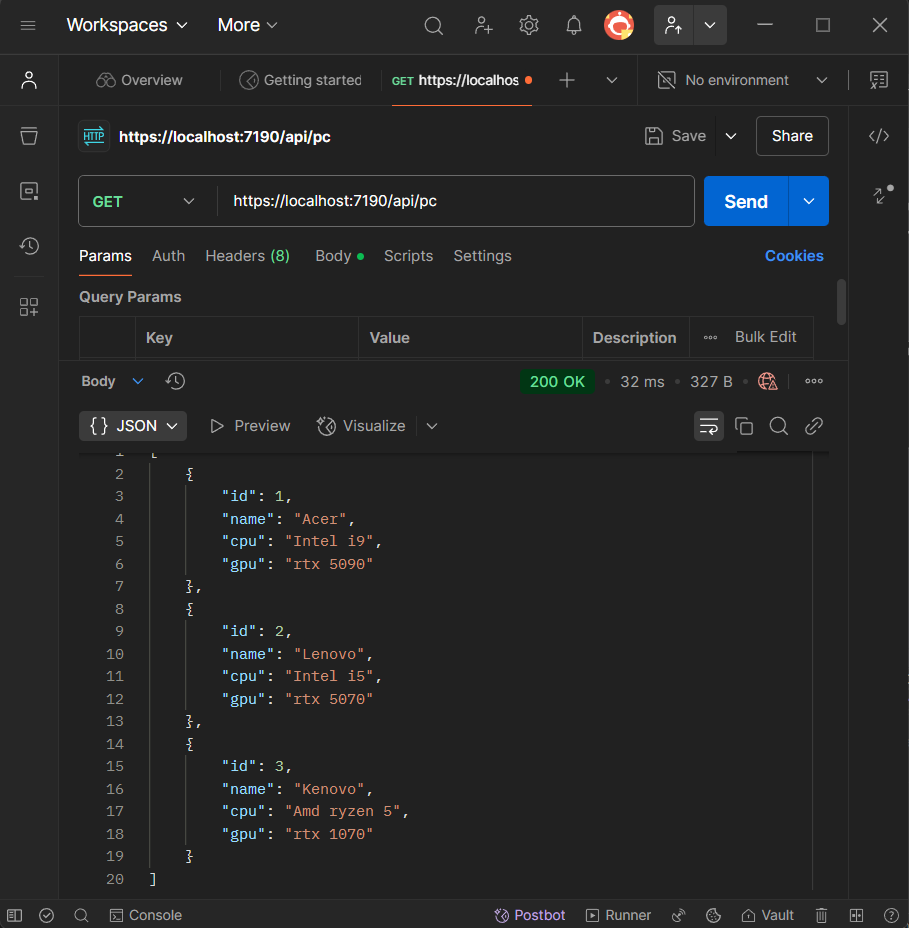 Workspaces More
Overview Getting started GET https://localhos No environment
HTTP https://localhost:7190/api/pc Save Share
GET https://localhost:7190/api/pc Send
Params Auth Headers (8) Body Scripts Settings Cookies
Query Params
Key Value Description Bulk Edit
Body 200 OK 32 ms 327 B
{} JSON Preview Visualize
1 [
2 {
3 "id": 1,
4 "name": "Acer",
5 "cpu": "Intel i9",
6 "gpu": "rtx 5090"
7 },
8 {
9 "id": 2,
10 "name": "Lenovo",
11 "cpu": "Intel i5",
12 "gpu": "rtx 5070"
13 },
14 {
15 "id": 3,
16 "name": "Kenovo",
17 "cpu": "Amd ryzen 5",
18 "gpu": "rtx 1070"
19 }
20 ]
Console Postbot Runner Vault